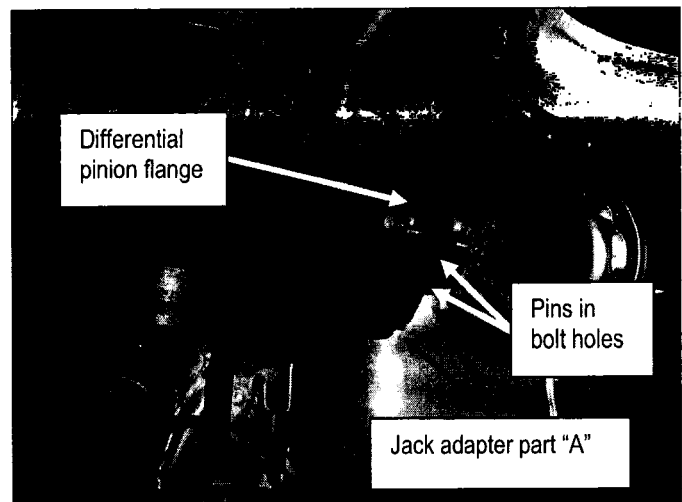 Differential
pinion flange
Pins in
bolt holes
Jack adapter part “A”